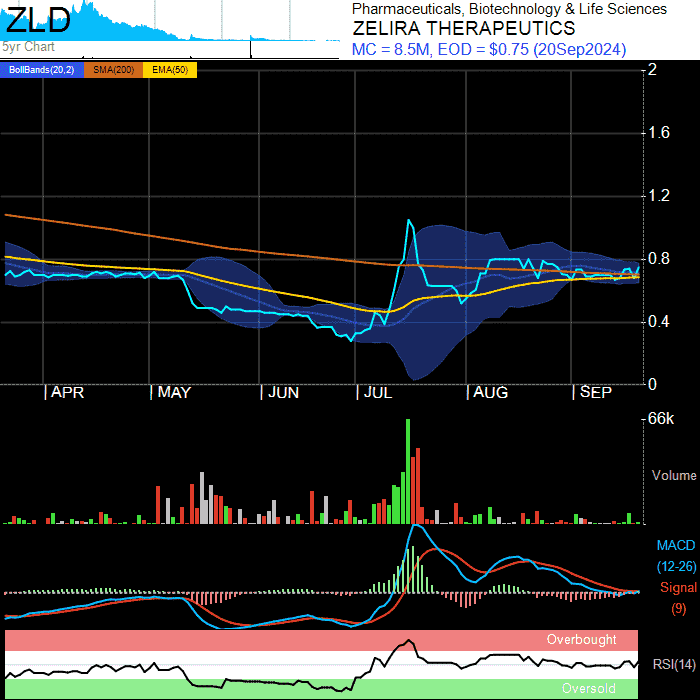 ZLD
5yr Chart
Pharmaceuticals, Biotechnology & Life Sciences
ZELIRA THERAPEUTICS
MC = 8.5M, EOD = $0.75 (20Sep2024)
BollBands(20,2) SMA(200) EMA(50)
2
1.6
1.2
0.8
0.4
0
APR MAY JUN JUL AUG SEP
66k
Volume
MACD
(12-26)
Signal
(9)
Overbought
RSI(14)
Oversold